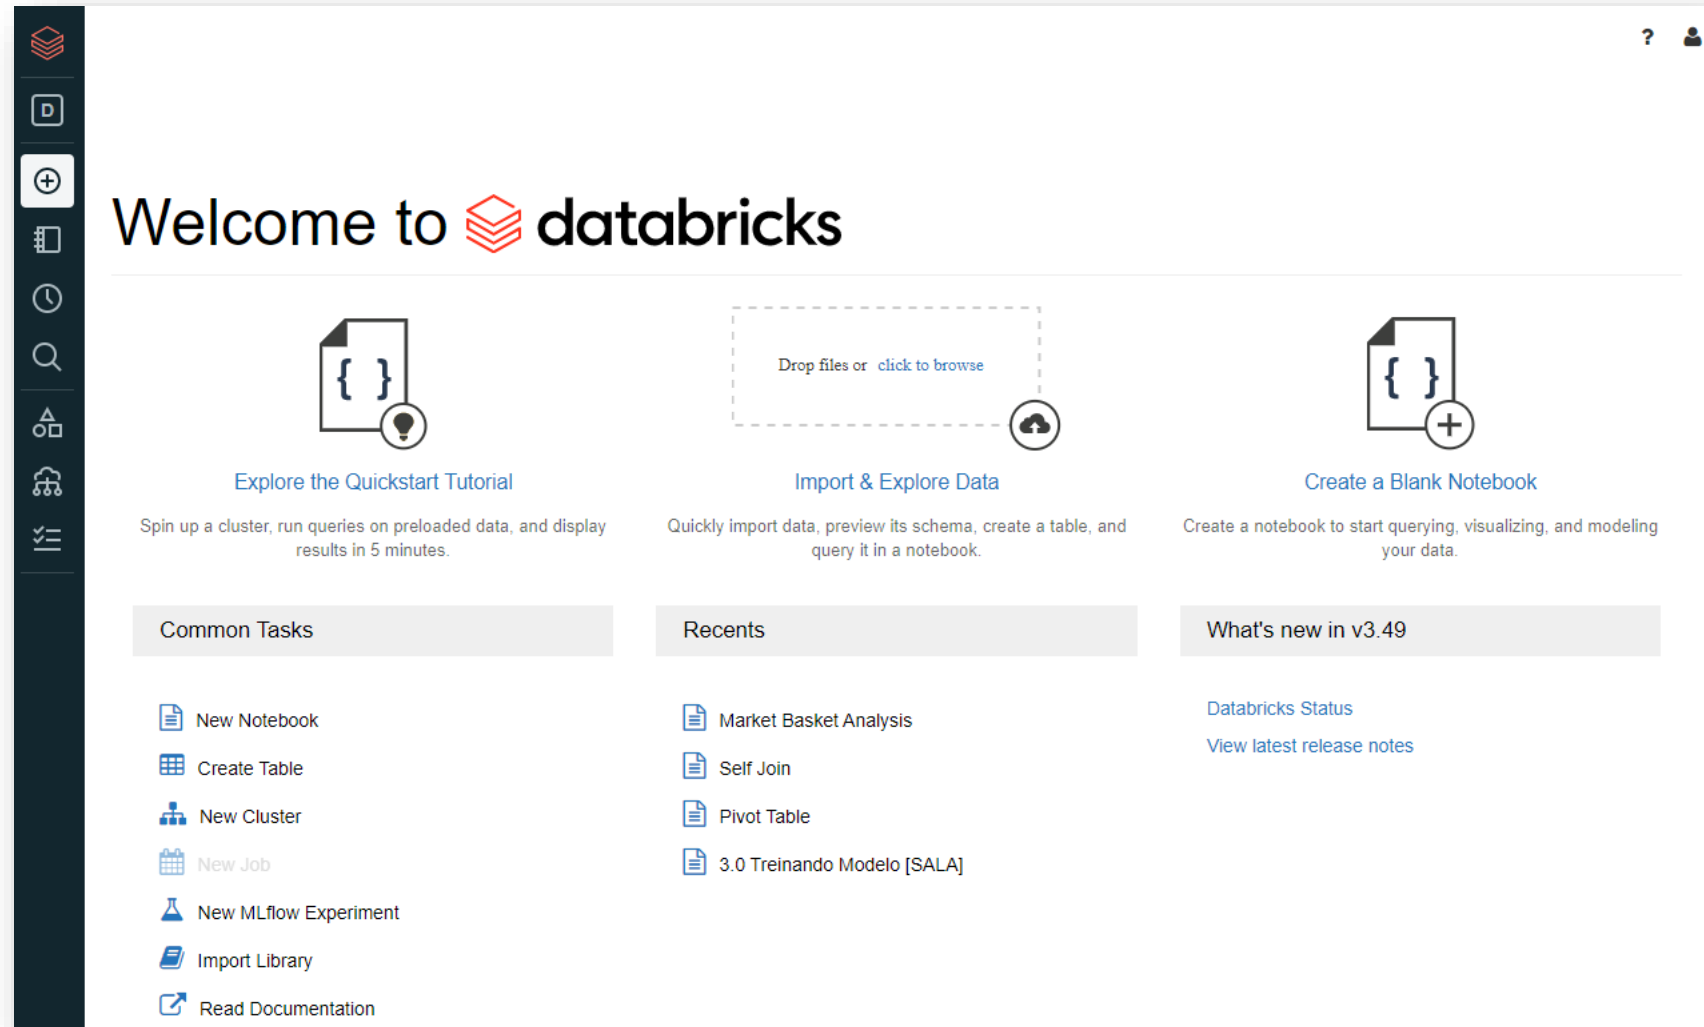 ?
D
Welcome to databricks
{ }
Drop files or click to browse
{ }
Explore the Quickstart Tutorial
Spin up a cluster, run queries on preloaded data, and display
results in 5 minutes.
Import & Explore Data
Quickly import data, preview its schema, create a table, and
query it in a notebook.
Create a Blank Notebook
Create a notebook to start querying, visualizing, and modeling
your data.
Common Tasks
New Notebook
Create Table
New Cluster
New Job
New MLflow Experiment
Import Library
Read Documentation
Recents
Market Basket Analysis
Self Join
Pivot Table
3.0 Treinando Modelo [SALA]
What's new in v3.49
Databricks Status
View latest release notes